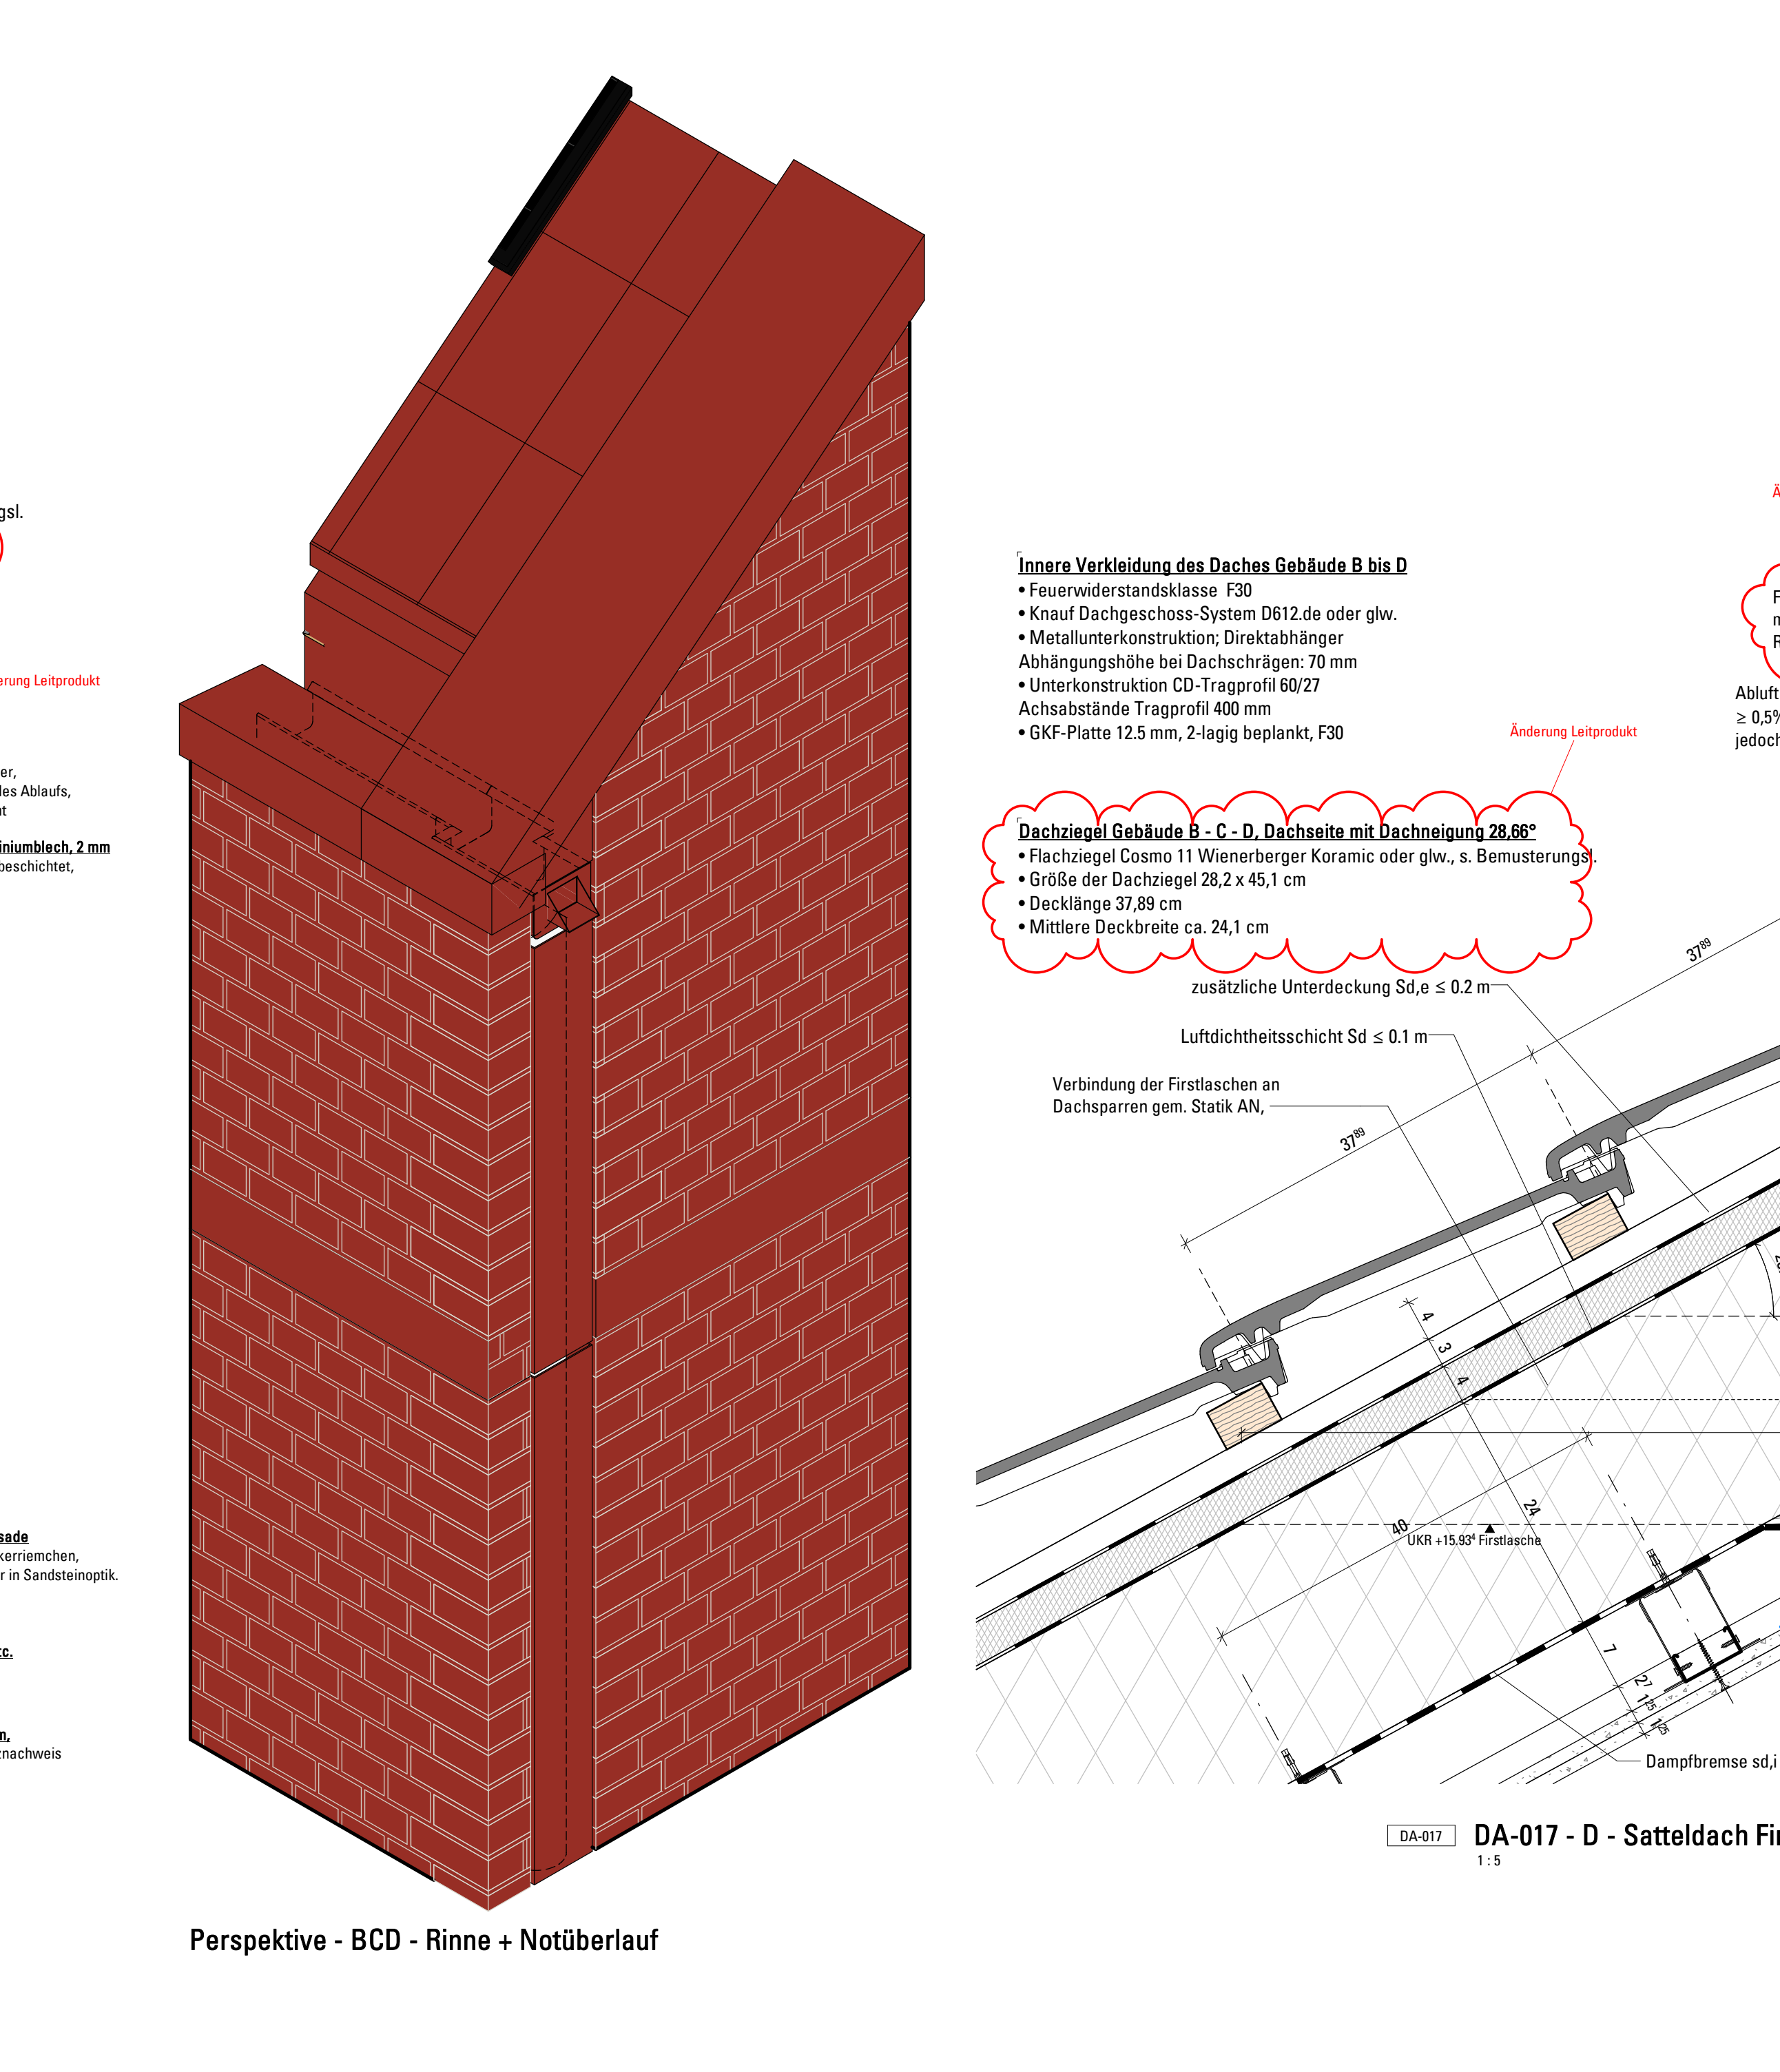 gsl.
erung Leitprodukt
er,
des Ablaufs,
niumblech, 2 mm
beschichtet,
sade
kerriemchen,
r in Sandsteinoptik.
tc.
n,
nachweis
Perspektive - BCD - Rinne + Notüberlauf
Innere Verkleidung des Daches Gebäude B bis D
• Feuerwiderstandsklasse F30
• Knauf Dachgeschoss-System D612.de oder glw.
• Metallunterkonstruktion; Direktabhänger
Abhängungshöhe bei Dachschrägen: 70 mm
• Unterkonstruktion CD-Tragprofil 60/27
Achsabstände Tragprofil 400 mm
• GKF-Platte 12.5 mm, 2-lagig beplankt, F30
Änderung Leitprodukt
Dachziegel Gebäude B - C - D, Dachseite mit Dachneigung 28,66°
• Flachziegel Cosmo 11 Wienerberger Koramic oder glw., s. Bemusterungsl.
• Größe der Dachziegel 28,2 x 45,1 cm
• Decklänge 37,89 cm
• Mittlere Deckbreite ca. 24,1 cm
zusätzliche Unterdeckung Sd,e ≤ 0.2 m
Luftdichtheitsschicht Sd ≤ 0.1 m
Verbindung der Firstlaschen an
Dachsparren gem. Statik AN,
Ä
F
R
Abluft
≥ 0,5%
jedoch
37⁸⁹
37⁸⁹
4
3
4
24
40
UKR +15.93⁴ Firstlasche
7
2⁷
1²⁵
1²⁵
Dampfbremse sd,i
DA-017
DA-017 - D - Satteldach Fir
1 : 5